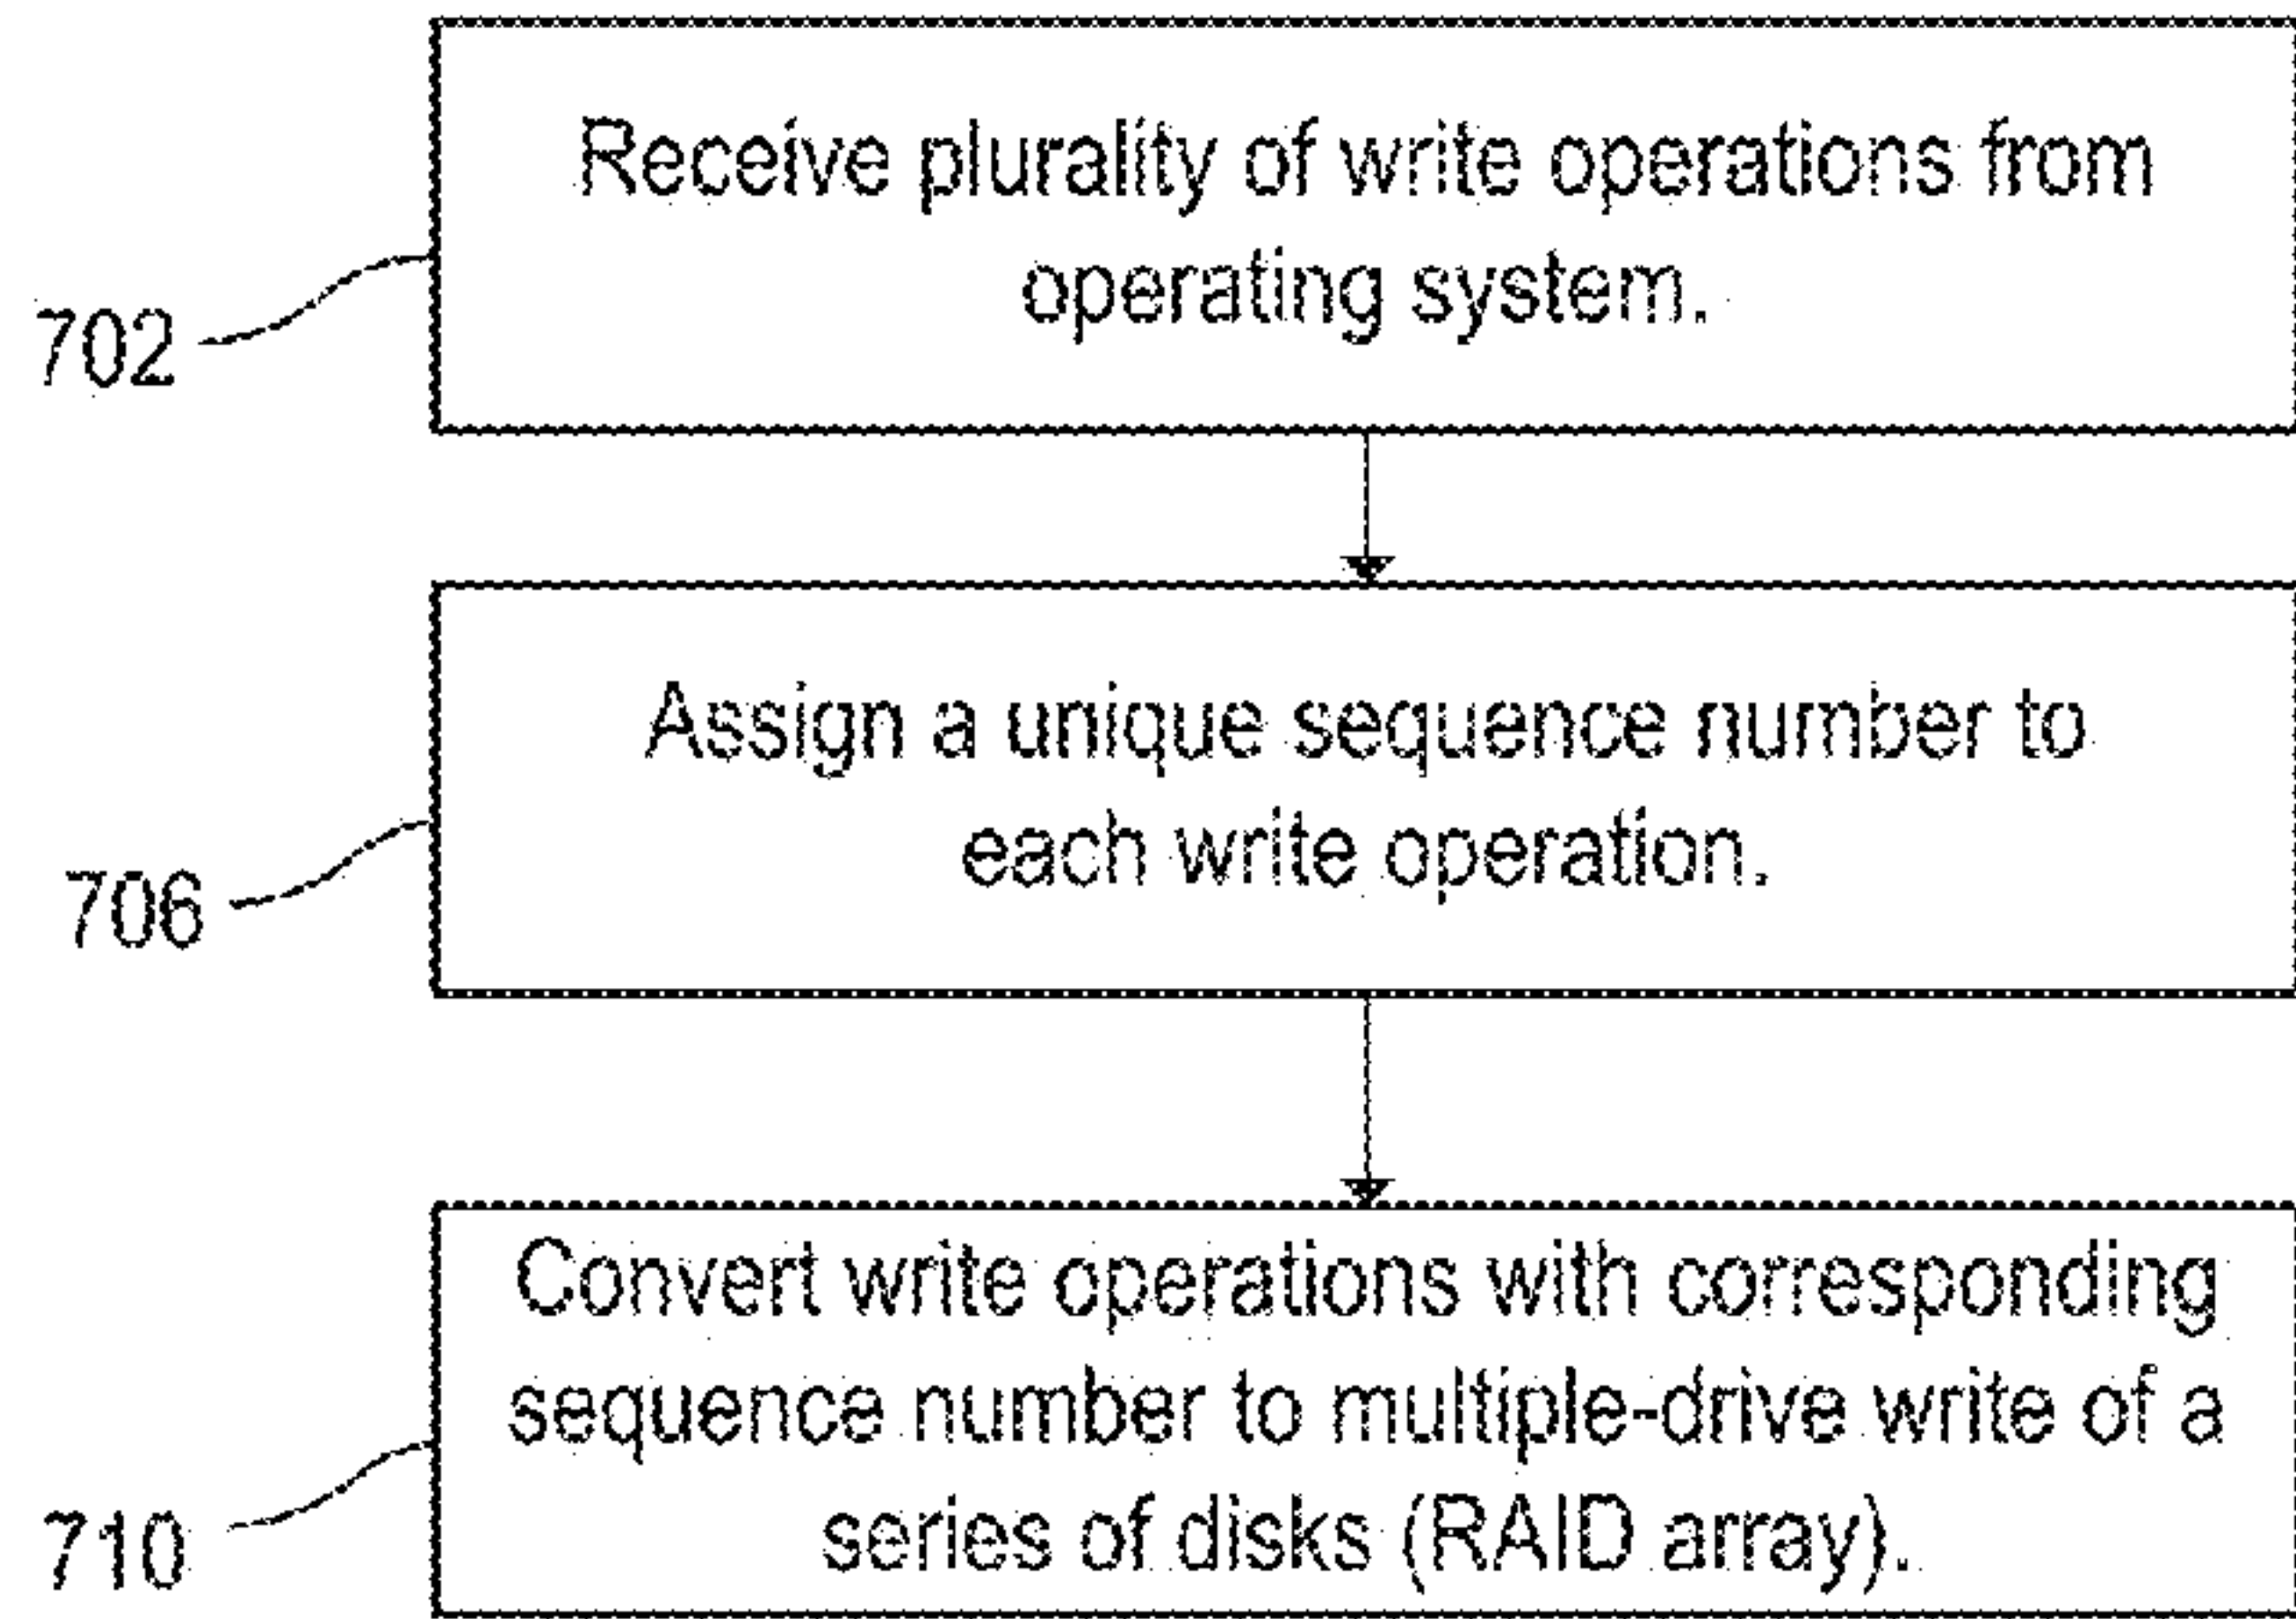 Receive plurality of write operations from
operating system.
702
Assign a unique sequence number to
each write operation.
706
Convert write operations with corresponding
sequence number to multiple-drive write of a
series of disks (RAID array).
710